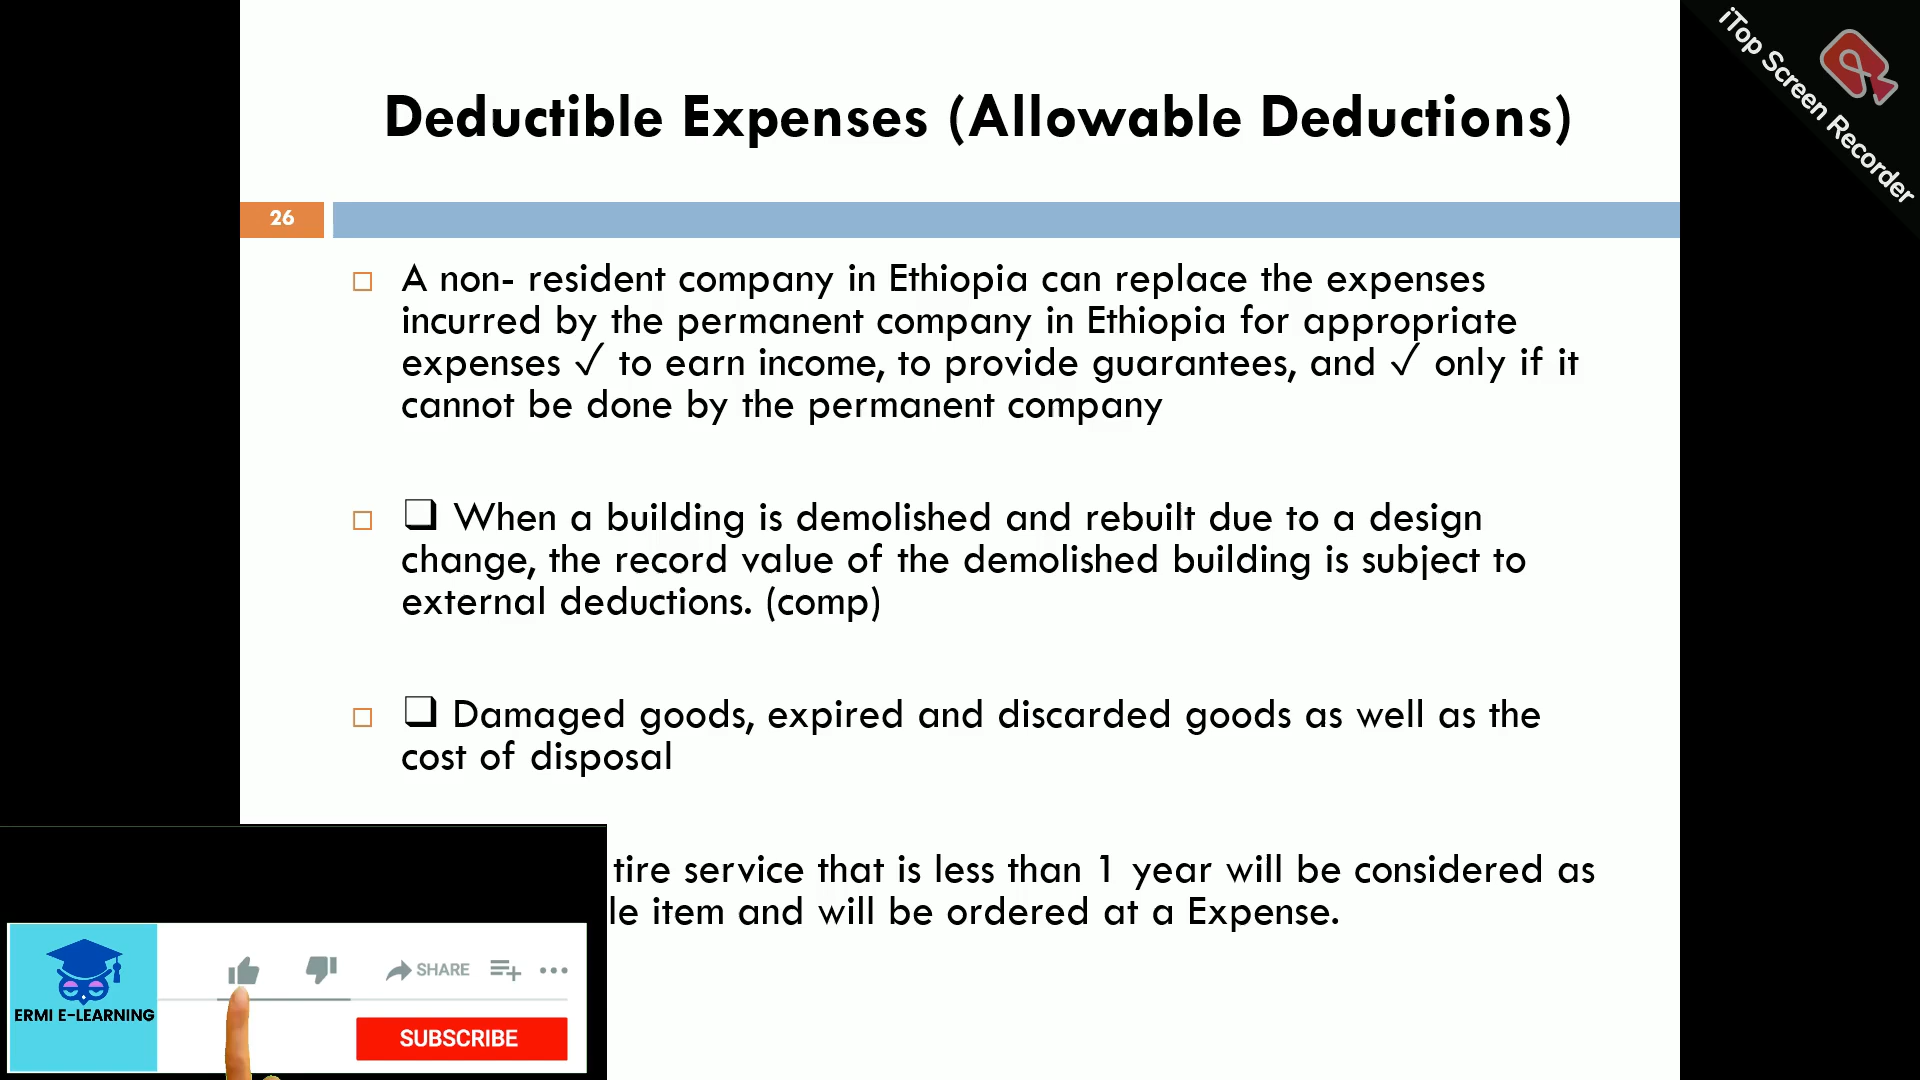 Deductible Expenses (Allowable Deductions)
iTop Screen Recorder
26
A non- resident company in Ethiopia can replace the expenses
incurred by the permanent company in Ethiopia for appropriate
expenses ✓ to earn income, to provide guarantees, and ✓ only if it
cannot be done by the permanent company
❑ When a building is demolished and rebuilt due to a design
change, the record value of the demolished building is subject to
external deductions. (comp)
❑ Damaged goods, expired and discarded goods as well as the
cost of disposal
tire service that is less than 1 year will be considered as
le item and will be ordered at a Expense.
SHARE
ERMI E-LEARNING
SUBSCRIBE